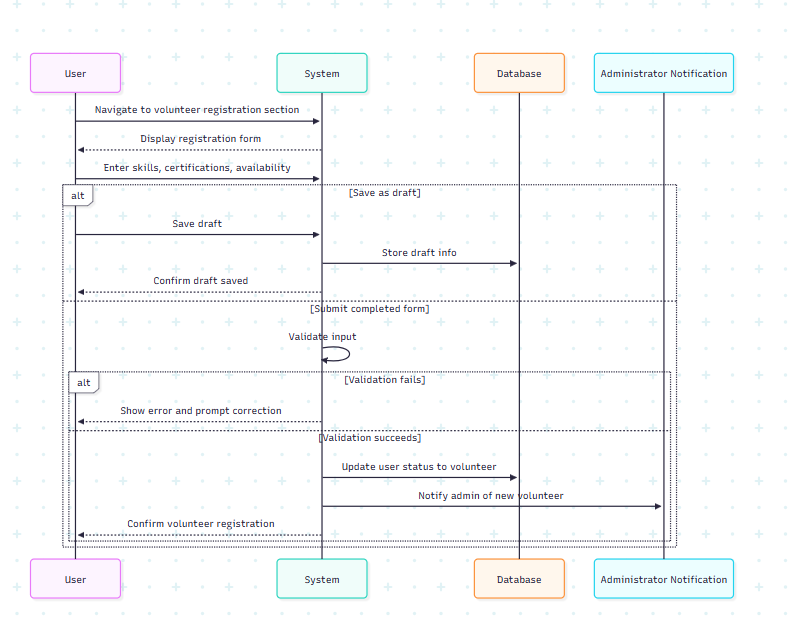 User
System
Database
Administrator Notification
Navigate to volunteer registration section
Display registration form
Enter skills, certifications, availability
alt
[Save as draft]
Save draft
Store draft info
Confirm draft saved
[Submit completed form]
Validate input
alt
[Validation fails]
Show error and prompt correction
[Validation succeeds]
Update user status to volunteer
Notify admin of new volunteer
Confirm volunteer registration
User
System
Database
Administrator Notification